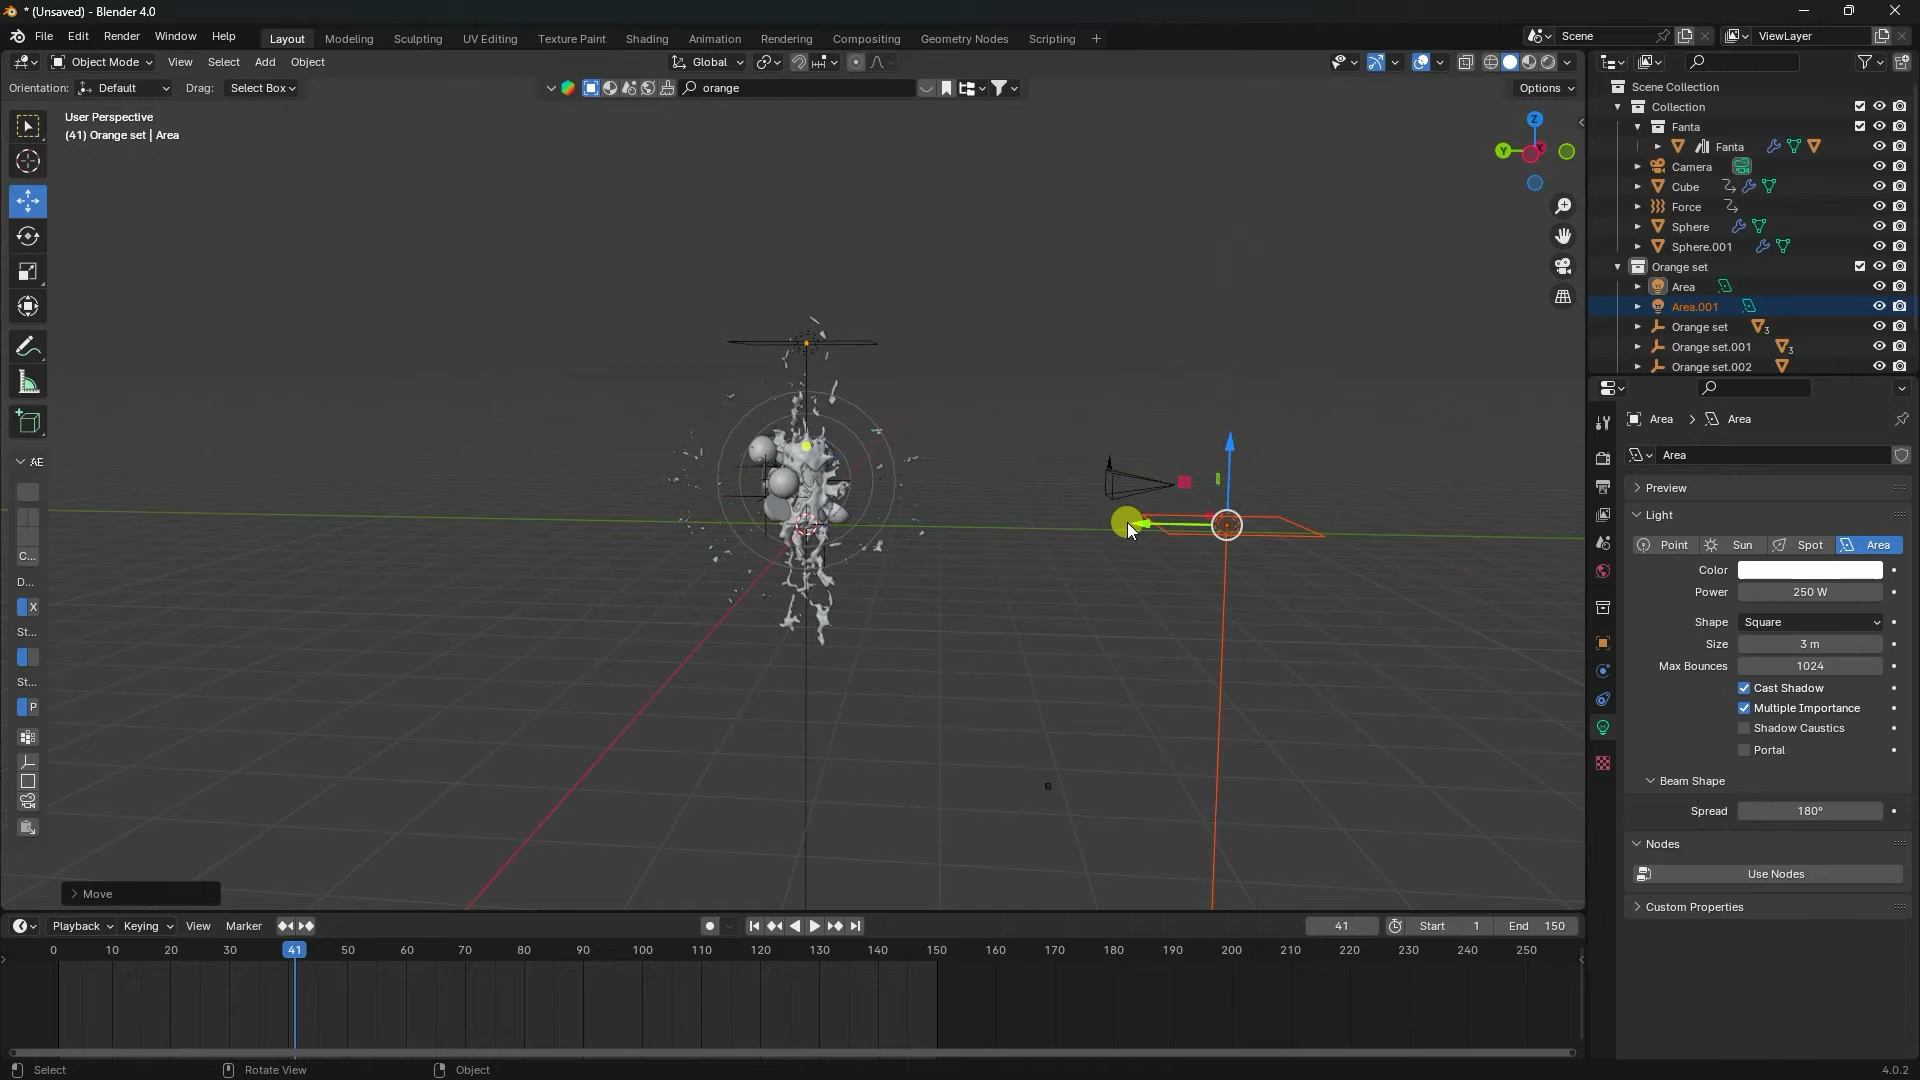 * (Unsaved) - Blender 4.0
File Edit Render Window Help
Layout Modeling Sculpting UV Editing Texture Paint Shading Animation Rendering Compositing Geometry Nodes Scripting +
Scene
ViewLayer
Object Mode View Select Add Object
Global
Orientation: Default Drag: Select Box
orange
Options
User Perspective
(41) Orange set | Area
Z
Y
X
Scene Collection
Collection
Fanta
Fanta
Camera
Cube
Force
Sphere
Sphere.001
Orange set
Area
Area.001
Orange set 3
Orange set.001 3
Orange set.002
AE
C...
D...
X
St...
St...
P
Area > Area
Area
Preview
Light
Point Sun Spot Area
Color
Power 250 W
Shape Square
Size 3 m
Max Bounces 1024
Cast Shadow
Multiple Importance
Shadow Caustics
Portal
Beam Shape
Spread 180°
Nodes
Use Nodes
Custom Properties
> Move
Playback Keying View Marker
41 Start 1 End 150
0 10 20 30 41 50 60 70 80 90 100 110 120 130 140 150 160 170 180 190 200 210 220 230 240 250
Select Rotate View Object
4.0.2